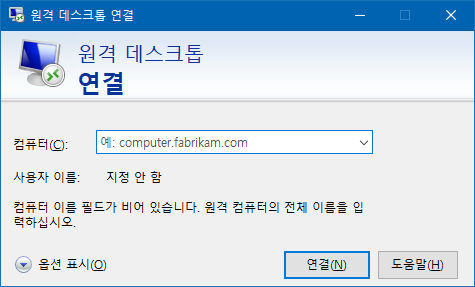 원격 데스크톱 연결
원격 데스크톱
연결
컴퓨터(C):
예: computer.fabrikam.com
사용자 이름: 지정 안 함
컴퓨터 이름 필드가 비어 있습니다. 원격 컴퓨터의 전체 이름을 입
력하십시오.
옵션 표시(O)
연결(N)
도움말(H)